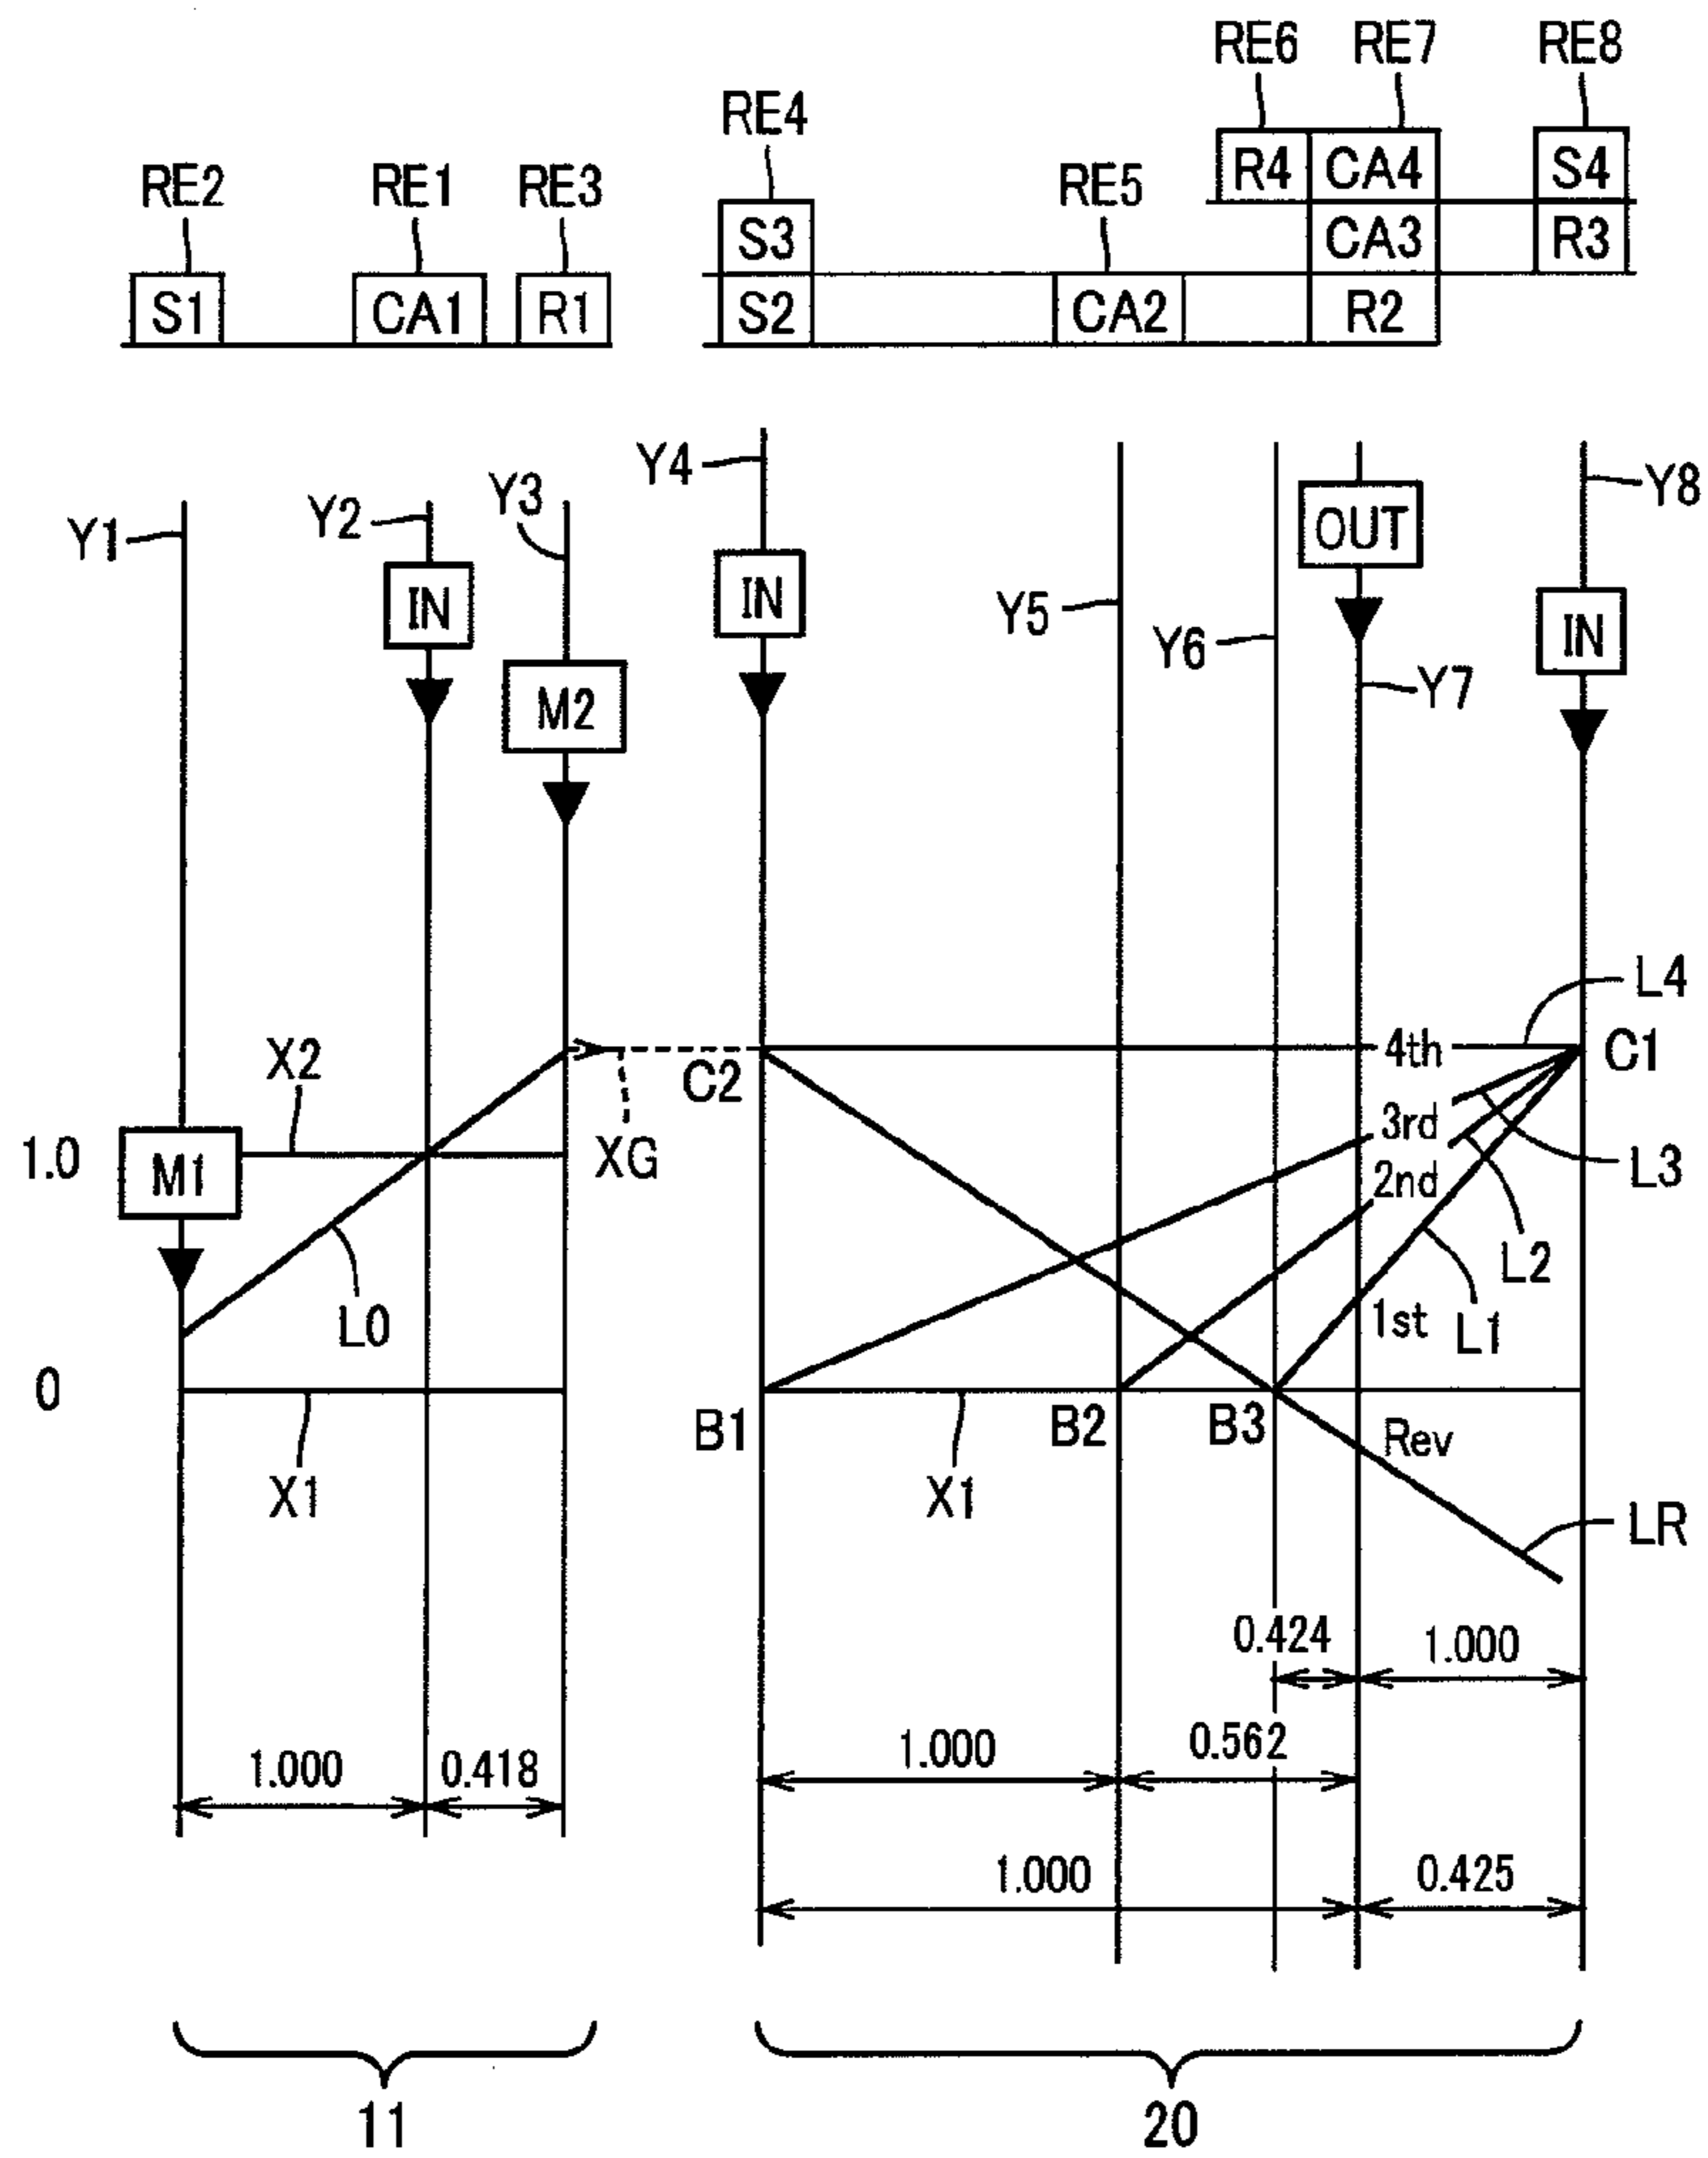 RE6 RE7 RE8
RE4
RE2 RE1 RE3 RE5
R4 CA4 S4
S3 CA3 R3
S1 CA1 R1 S2 CA2 R2
Y4
Y1 Y2 Y3 Y8
OUT
IN IN Y5 IN
Y6
M2 Y7
L4
X2 C2 4th C1
1.0 M1 XG 3rd L3
2nd
L2
L0 1st L1
0
B1 B2 B3 Rev
X1 X1
LR
0.424 1.000
1.000 0.562
1.000 0.418
1.000 0.425
11 20